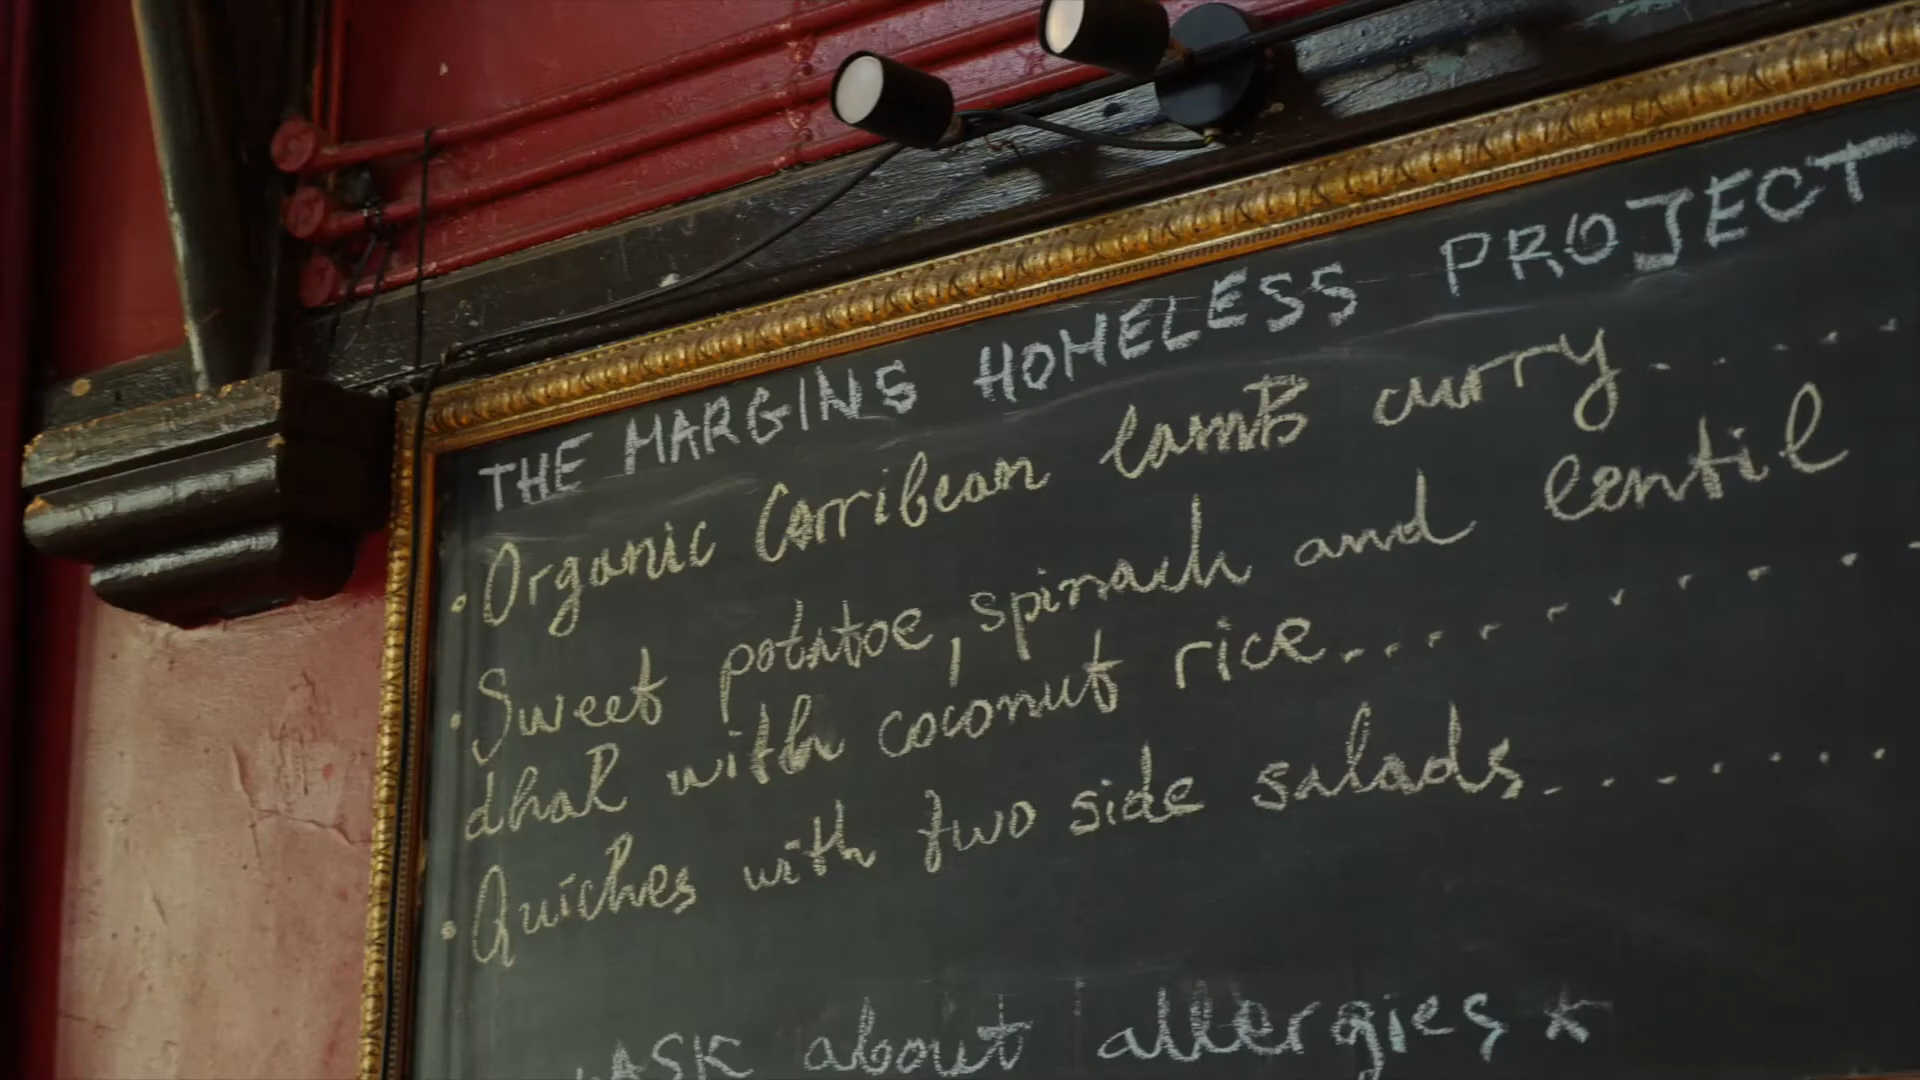 THE MARGINS HOMELESS PROJECT
• Organic Carribean lamb curry.......
• Sweet potatoe, spinach and lentil
dhal with coconut rice..........
• Quiches with two side salads.......
*ASK about allergies *